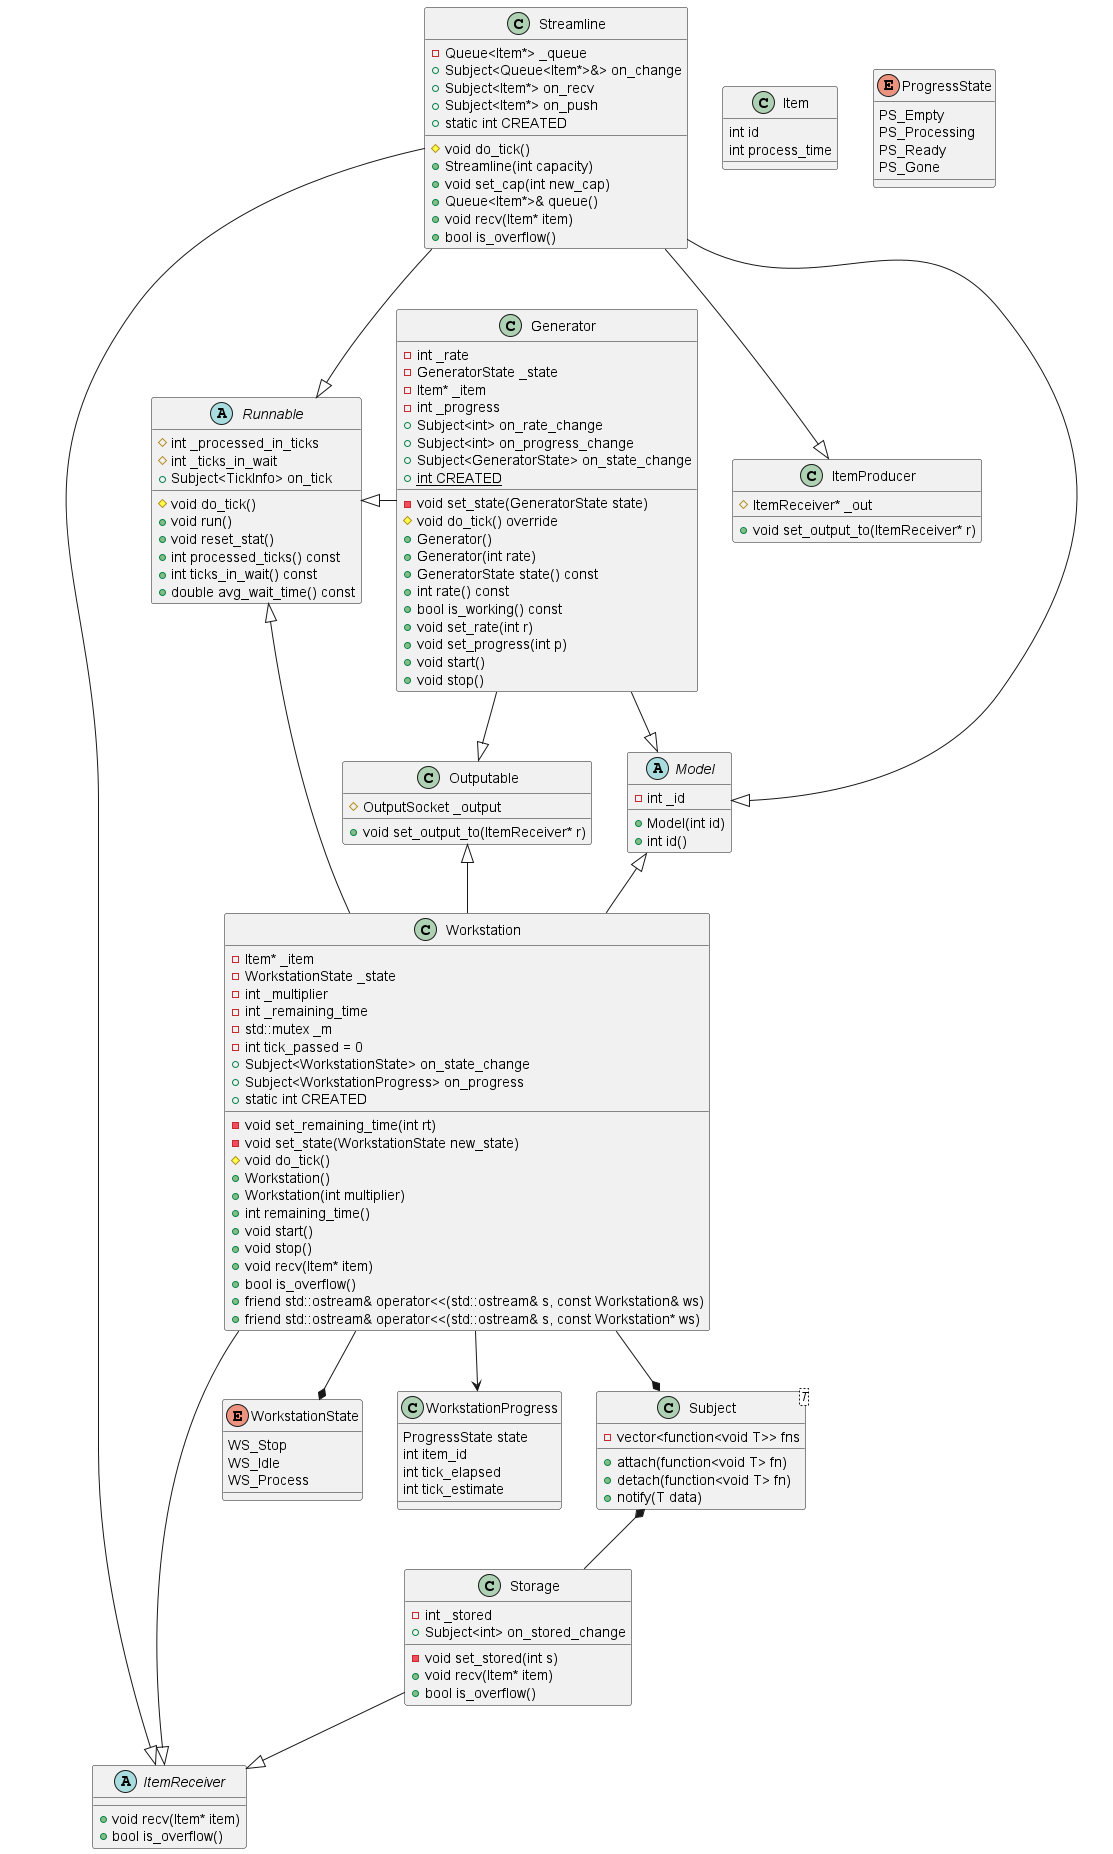 C Streamline
Queue<Item*> _queue
Subject<Queue<Item*>&> on_change
Subject<Item*> on_recv
Subject<Item*> on_push
static int CREATED
void do_tick()
Streamline(int capacity)
void set_cap(int new_cap)
Queue<Item*>& queue()
void recv(Item* item)
bool is_overflow()
C Item
int id
int process_time
E ProgressState
PS_Empty
PS_Processing
PS_Ready
PS_Gone
C Generator
int _rate
GeneratorState _state
Item* _item
int _progress
Subject<int> on_rate_change
Subject<int> on_progress_change
Subject<GeneratorState> on_state_change
int CREATED
void set_state(GeneratorState state)
void do_tick() override
Generator()
Generator(int rate)
GeneratorState state() const
int rate() const
bool is_working() const
void set_rate(int r)
void set_progress(int p)
void start()
void stop()
A Runnable
int _processed_in_ticks
int _ticks_in_wait
Subject<TickInfo> on_tick
void do_tick()
void run()
void reset_stat()
int processed_ticks() const
int ticks_in_wait() const
double avg_wait_time() const
C ItemProducer
ItemReceiver* _out
void set_output_to(ItemReceiver* r)
C Outputable
OutputSocket _output
void set_output_to(ItemReceiver* r)
A Model
int _id
Model(int id)
int id()
C Workstation
Item* _item
WorkstationState _state
int _multiplier
int _remaining_time
std::mutex _m
int tick_passed = 0
Subject<WorkstationState> on_state_change
Subject<WorkstationProgress> on_progress
static int CREATED
void set_remaining_time(int rt)
void set_state(WorkstationState new_state)
void do_tick()
Workstation()
Workstation(int multiplier)
int remaining_time()
void start()
void stop()
void recv(Item* item)
bool is_overflow()
friend std::ostream& operator<<(std::ostream& s, const Workstation& ws)
friend std::ostream& operator<<(std::ostream& s, const Workstation* ws)
E WorkstationState
WS_Stop
WS_Idle
WS_Process
C WorkstationProgress
ProgressState state
int item_id
int tick_elapsed
int tick_estimate
C Subject T
vector<function<void T>> fns
attach(function<void T> fn)
detach(function<void T> fn)
notify(T data)
C Storage
int _stored
Subject<int> on_stored_change
void set_stored(int s)
void recv(Item* item)
bool is_overflow()
A ItemReceiver
void recv(Item* item)
bool is_overflow()